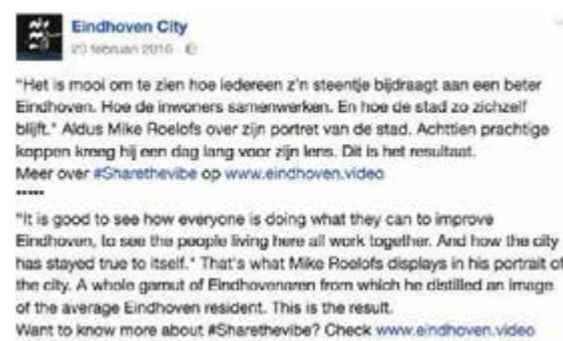 Eindhoven City
20 februari 2016 ·
"Het is mooi om te zien hoe iedereen z'n steentje bijdraagt aan een beter
Eindhoven. Hoe de inwoners samenwerken. En hoe de stad zo zichzelf
blijft." Aldus Mike Roelofs over zijn portret van de stad. Achttien prachtige
koppen kreeg hij een dag lang voor zijn lens. Dit is het resultaat.
Meer over #Sharethevibe op www.eindhoven.video
-----
"It is good to see how everyone is doing what they can to improve
Eindhoven, to see the people living here all work together. And how the city
has stayed true to itself." That's what Mike Roelofs displays in his portrait of
the city. A whole gamut of Eindhovenaren from which he distilled an image
of the average Eindhoven resident. This is the result.
Want to know more about #Sharethevibe? Check www.eindhoven.video